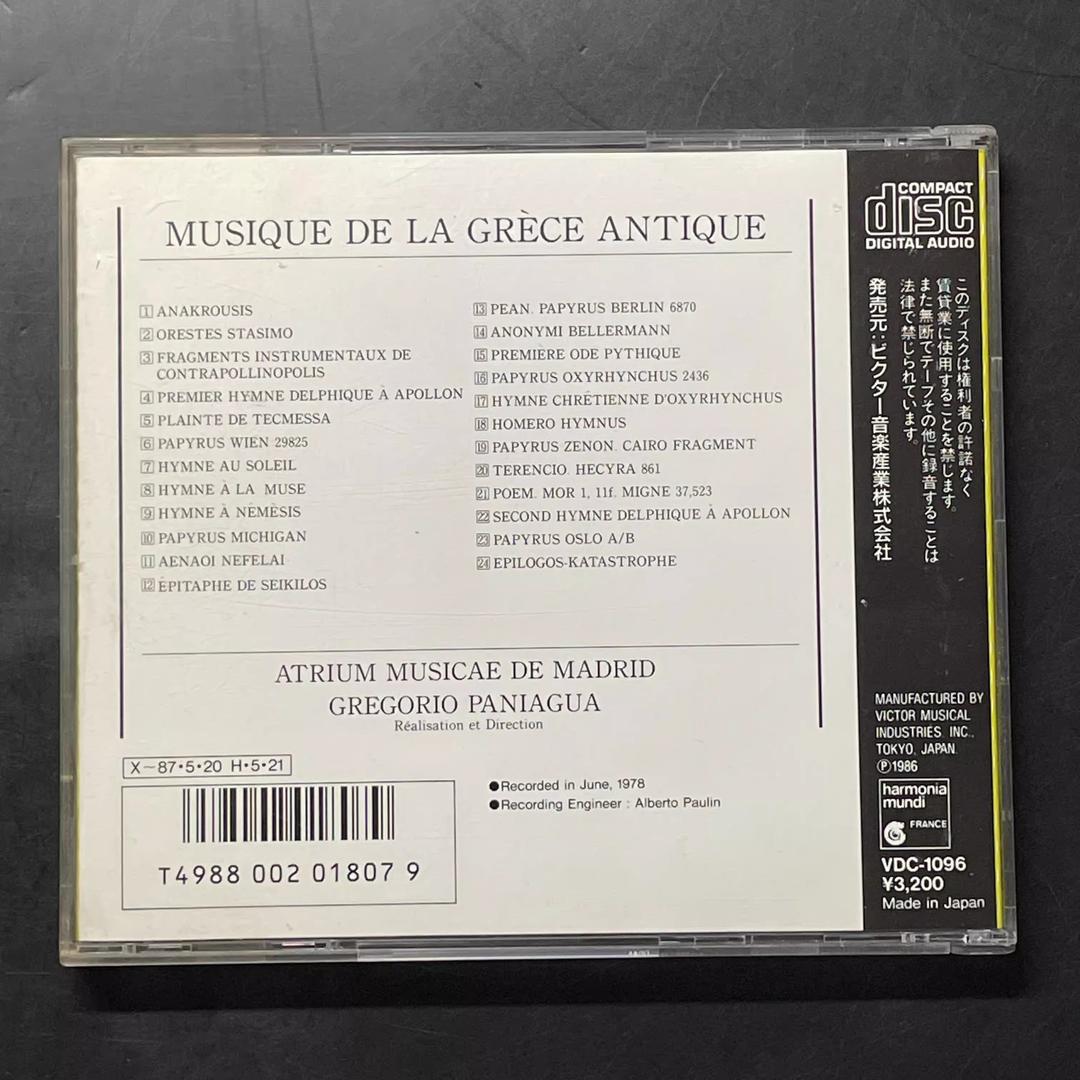 MUSIQUE DE LA GRÈCE ANTIQUE
1 ANAKROUSIS
2 ORESTES STASIMO
3 FRAGMENTS INSTRUMENTAUX DE
CONTRAPOLLINOPOLIS
4 PREMIER HYMNE DELPHIQUE À APOLLON
5 PLAINTE DE TECMESSA
6 PAPYRUS WIEN 29825
7 HYMNE AU SOLEIL
8 HYMNE À LA MUSE
9 HYMNE À NÉMÉSIS
10 PAPYRUS MICHIGAN
11 AENAOI NEFELAI
12 ÉPITAPHE DE SEIKILOS
13 PEAN. PAPYRUS BERLIN 6870
14 ANONYMI BELLERMANN
15 PREMIERE ODE PYTHIQUE
16 PAPYRUS OXYRHYNCHUS 2436
17 HYMNE CHRÉTIENNE D'OXYRHYNCHUS
18 HOMERO HYMNUS
19 PAPYRUS ZENON. CAIRO FRAGMENT
20 TERENCIO. HECYRA 861
21 POEM. MOR 1, 11f. MIGNE 37,523
22 SECOND HYMNE DELPHIQUE À APOLLON
23 PAPYRUS OSLO A/B
24 EPILOGOS-KATASTROPHE
ATRIUM MUSICAE DE MADRID
GREGORIO PANIAGUA
Réalisation et Direction
X-87・5・20 H・5・21
T4988 002 01807 9
●Recorded in June, 1978
●Recording Engineer : Alberto Paulin
COMPACT
disc
DIGITAL AUDIO
このディスクは権利者の許諾なく
賃貸業に使用することを禁じます。
また無断でテープその他に録音することは
法律で禁じられています。
発売元：ビクター音楽産業株式会社
MANUFACTURED BY
VICTOR MUSICAL
INDUSTRIES, INC.,
TOKYO, JAPAN.
Ⓟ1986
harmonia
mundi
FRANCE
VDC-1096
¥3,200
Made in Japan